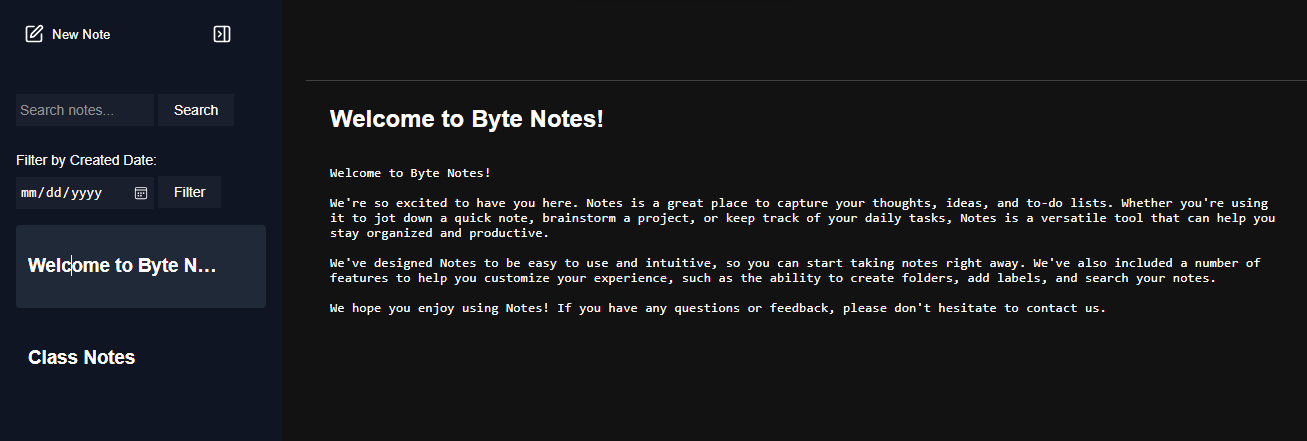 New Note
Search notes...
Search
Filter by Created Date:
mm/dd/yyyy
Filter
Welcome to Byte N...
Class Notes
Welcome to Byte Notes!
Welcome to Byte Notes!
We're so excited to have you here. Notes is a great place to capture your thoughts, ideas, and to-do lists. Whether you're using
it to jot down a quick note, brainstorm a project, or keep track of your daily tasks, Notes is a versatile tool that can help you
stay organized and productive.
We've designed Notes to be easy to use and intuitive, so you can start taking notes right away. We've also included a number of
features to help you customize your experience, such as the ability to create folders, add labels, and search your notes.
We hope you enjoy using Notes! If you have any questions or feedback, please don't hesitate to contact us.